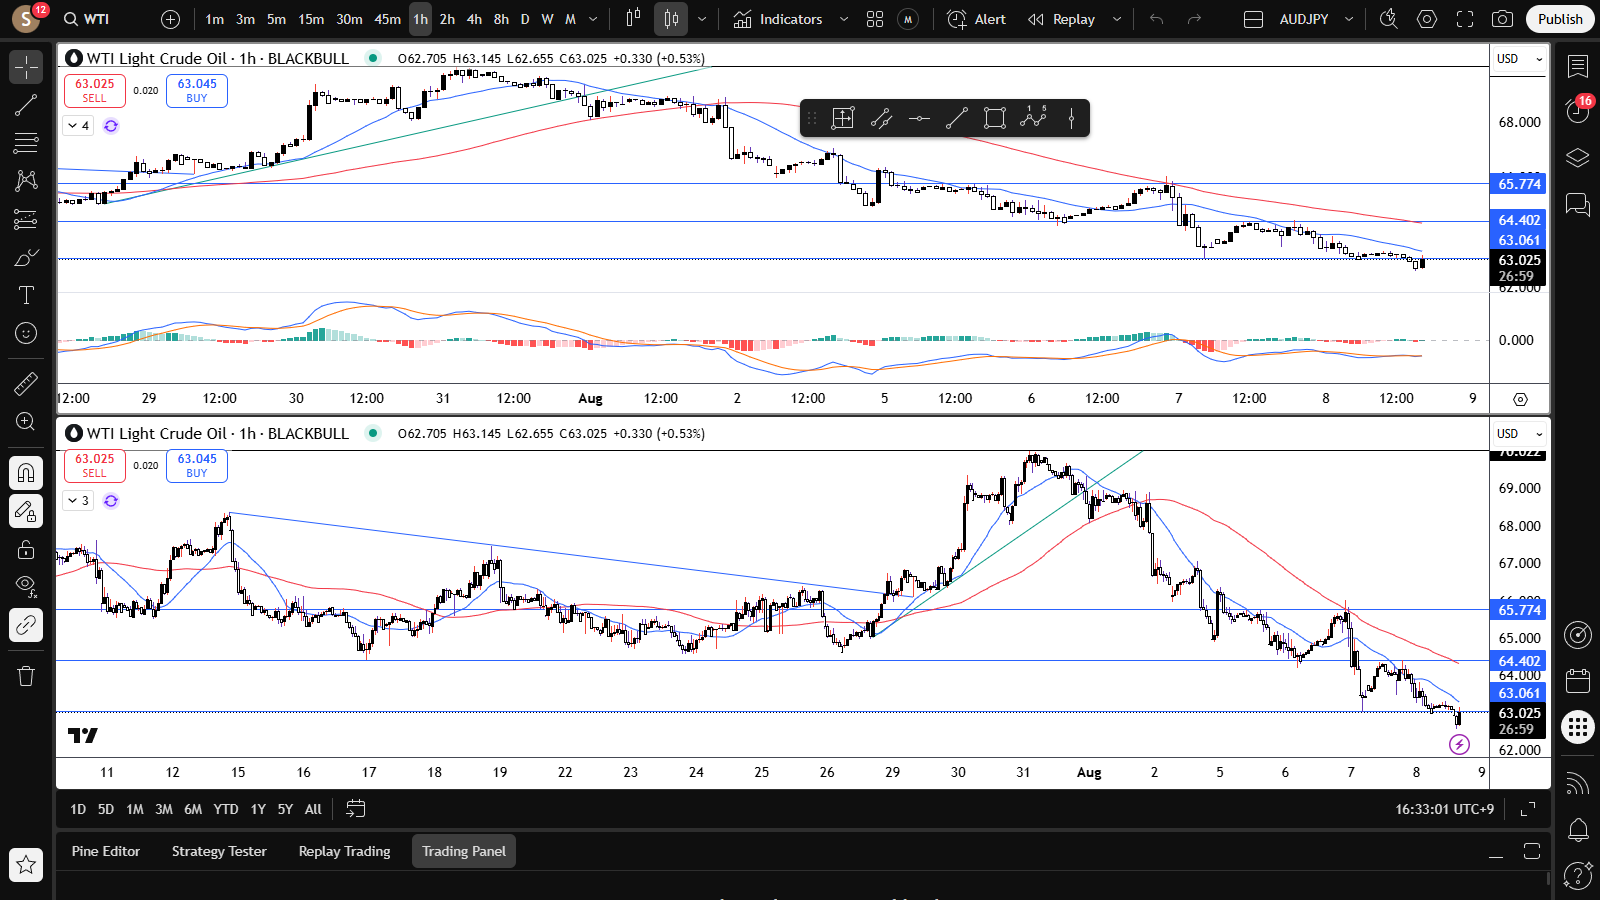 S 12 WTI 1m 3m 5m 15m 30m 45m 1h 2h 4h 8h D W M Indicators M Alert Replay AUDJPY Publish
WTI Light Crude Oil · 1h · BLACKBULL O62.705 H63.145 L62.655 C63.025 +0.330 (+0.53%) USD
63.025 SELL 0.020 63.045 BUY
4
1 5
68.000
65.774
64.402
63.061
63.025
26:59
62.000
0.000
12:00 29 12:00 30 12:00 31 12:00 Aug 12:00 2 12:00 5 12:00 6 12:00 7 12:00 8 12:00 9
WTI Light Crude Oil · 1h · BLACKBULL O62.705 H63.145 L62.655 C63.025 +0.330 (+0.53%) USD
63.025 SELL 0.020 63.045 BUY
3
70.022
69.000
68.000
67.000
66.000
65.774
65.000
64.402
64.000
63.061
63.025
26:59
62.000
11 12 15 16 17 18 19 22 23 24 25 26 29 30 31 Aug 2 5 6 7 8 9
1D 5D 1M 3M 6M YTD 1Y 5Y All 16:33:01 UTC+9
Pine Editor Strategy Tester Replay Trading Trading Panel
16